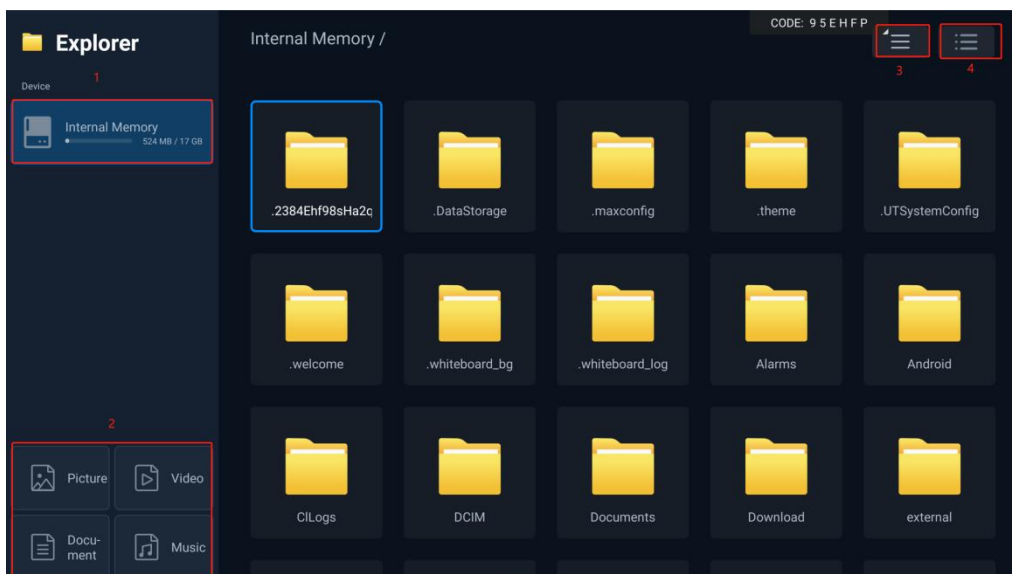 Explorer
Internal Memory /
CODE: 9 5 E H F P
3
4
Device
1
Internal Memory
524 MB / 17 GB
.2384Ehf98sHa2q
.DataStorage
.maxconfig
.theme
.UTSystemConfig
.welcome
.whiteboard_bg
.whiteboard_log
Alarms
Android
2
Picture
Video
Docu-
ment
Music
CILogs
DCIM
Documents
Download
external